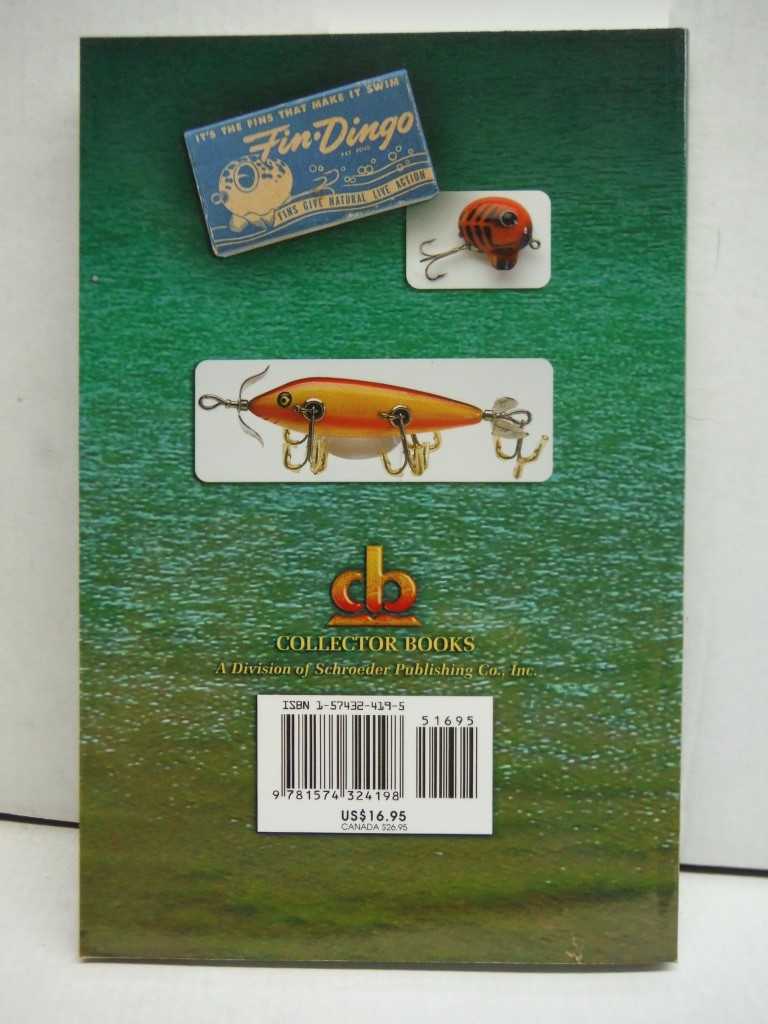 IT'S THE FINS THAT MAKE IT SWIM
Fin·Dingo
PAT. PEND.
FINS GIVE NATURAL LIVE ACTION
cb
COLLECTOR BOOKS
A Division of Schroeder Publishing Co., Inc.
ISBN 1-57432-419-5
51695
9 781574 324198
US$16.95
CANADA $26.95